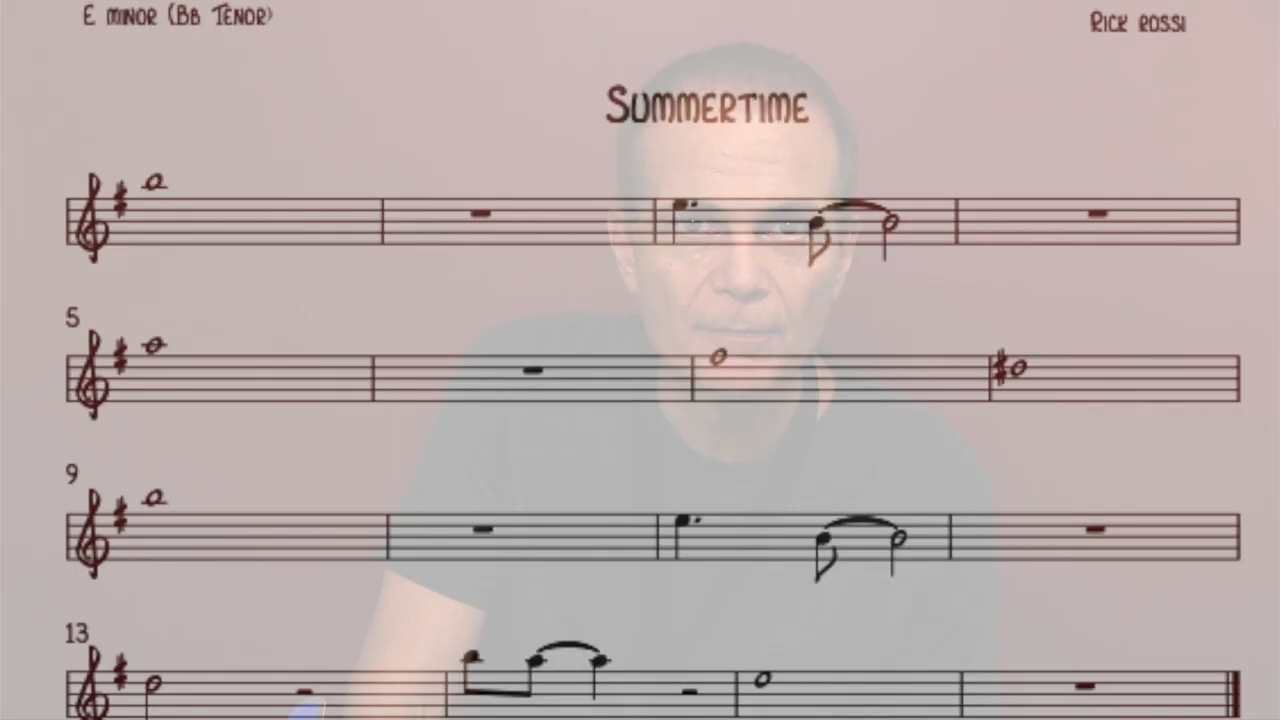 E MINOR (BB TENOR)
RICK ROSSI
SUMMERTIME
5
9
13